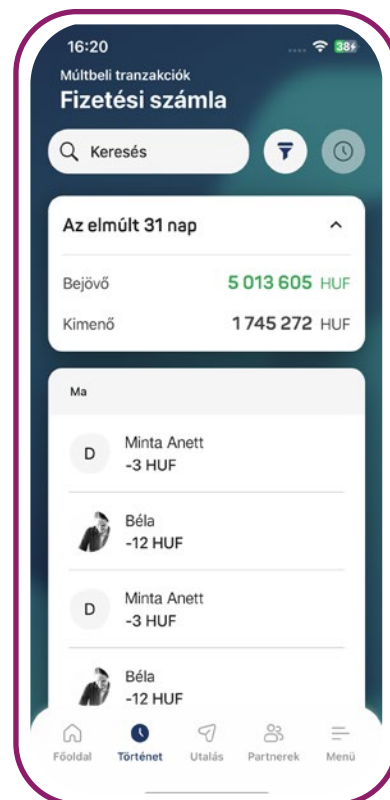 16:20
38
Múltbeli tranzakciók
Fizetési számla
Keresés
Az elmúlt 31 nap
Bejövő 5 013 605 HUF
Kimenő 1 745 272 HUF
Ma
D
Minta Anett
-3 HUF
Béla
-12 HUF
D
Minta Anett
-3 HUF
Béla
-12 HUF
Főoldal Történet Utalás Partnerek Menü